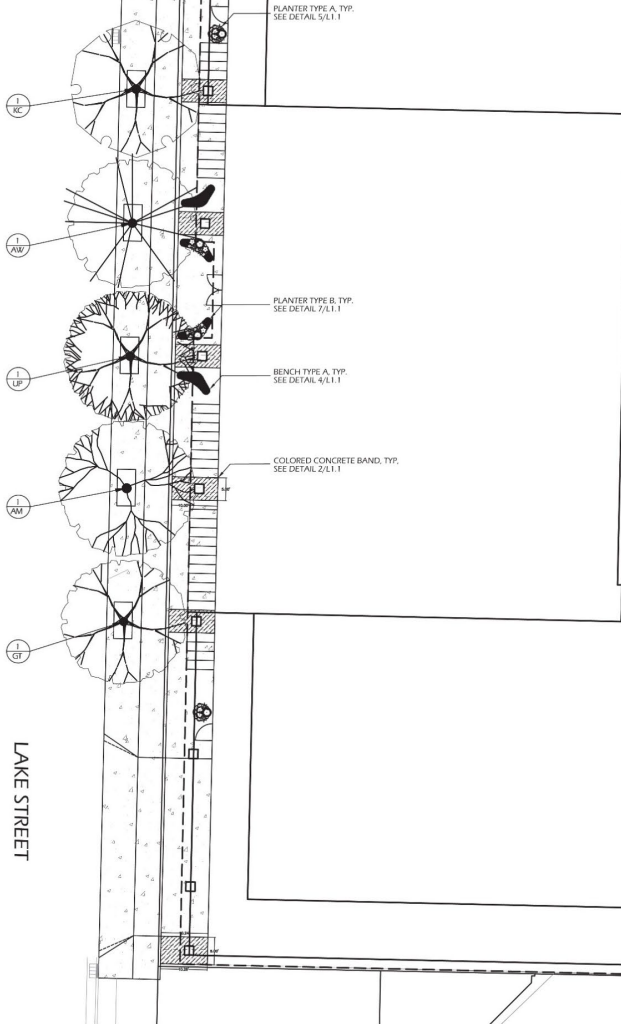 PLANTER TYPE A, TYP.
SEE DETAIL 5/L1.1
1
KC
1
AW
PLANTER TYPE B, TYP.
SEE DETAIL 7/L1.1
1
UP
BENCH TYPE A, TYP.
SEE DETAIL 4/L1.1
COLORED CONCRETE BAND, TYP.
SEE DETAIL 2/L1.1
1
AM
1
GT
LAKE STREET